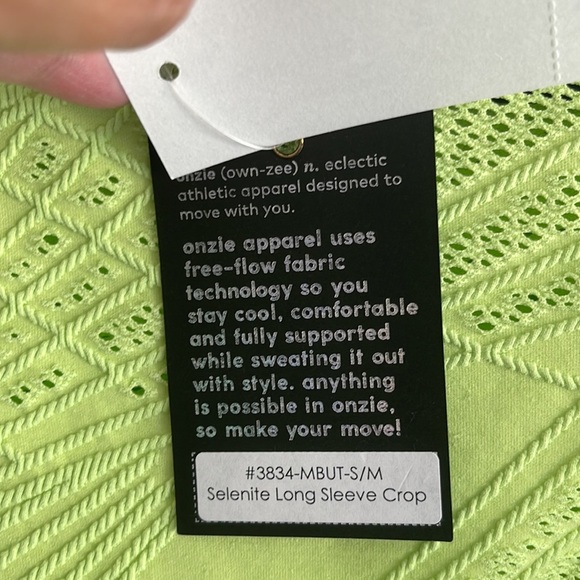 onzie (own-zee) n. eclectic
athletic apparel designed to
move with you.
onzie apparel uses
free-flow fabric
technology so you
stay cool, comfortable
and fully supported
while sweating it out
with style. anything
is possible in onzie,
so make your move!
#3834-MBUT-S/M
Selenite Long Sleeve Crop